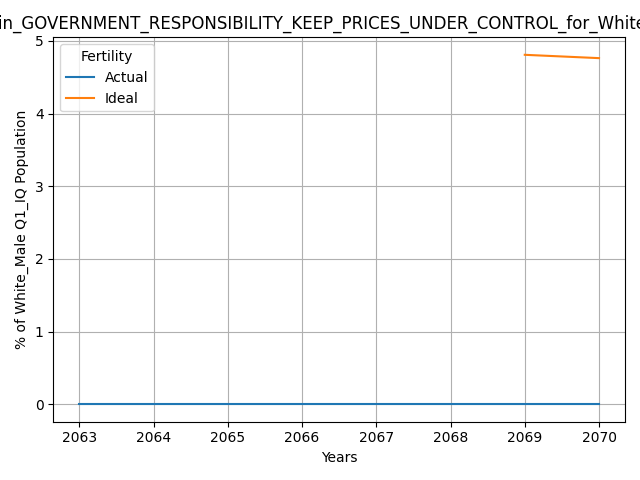 in_GOVERNMENT_RESPONSIBILITY_KEEP_PRICES_UNDER_CONTROL_for_White
Fertility
Actual
Ideal
5
4
3
2
1
0
% of White_Male Q1_IQ Population
2063 2064 2065 2066 2067 2068 2069 2070
Years